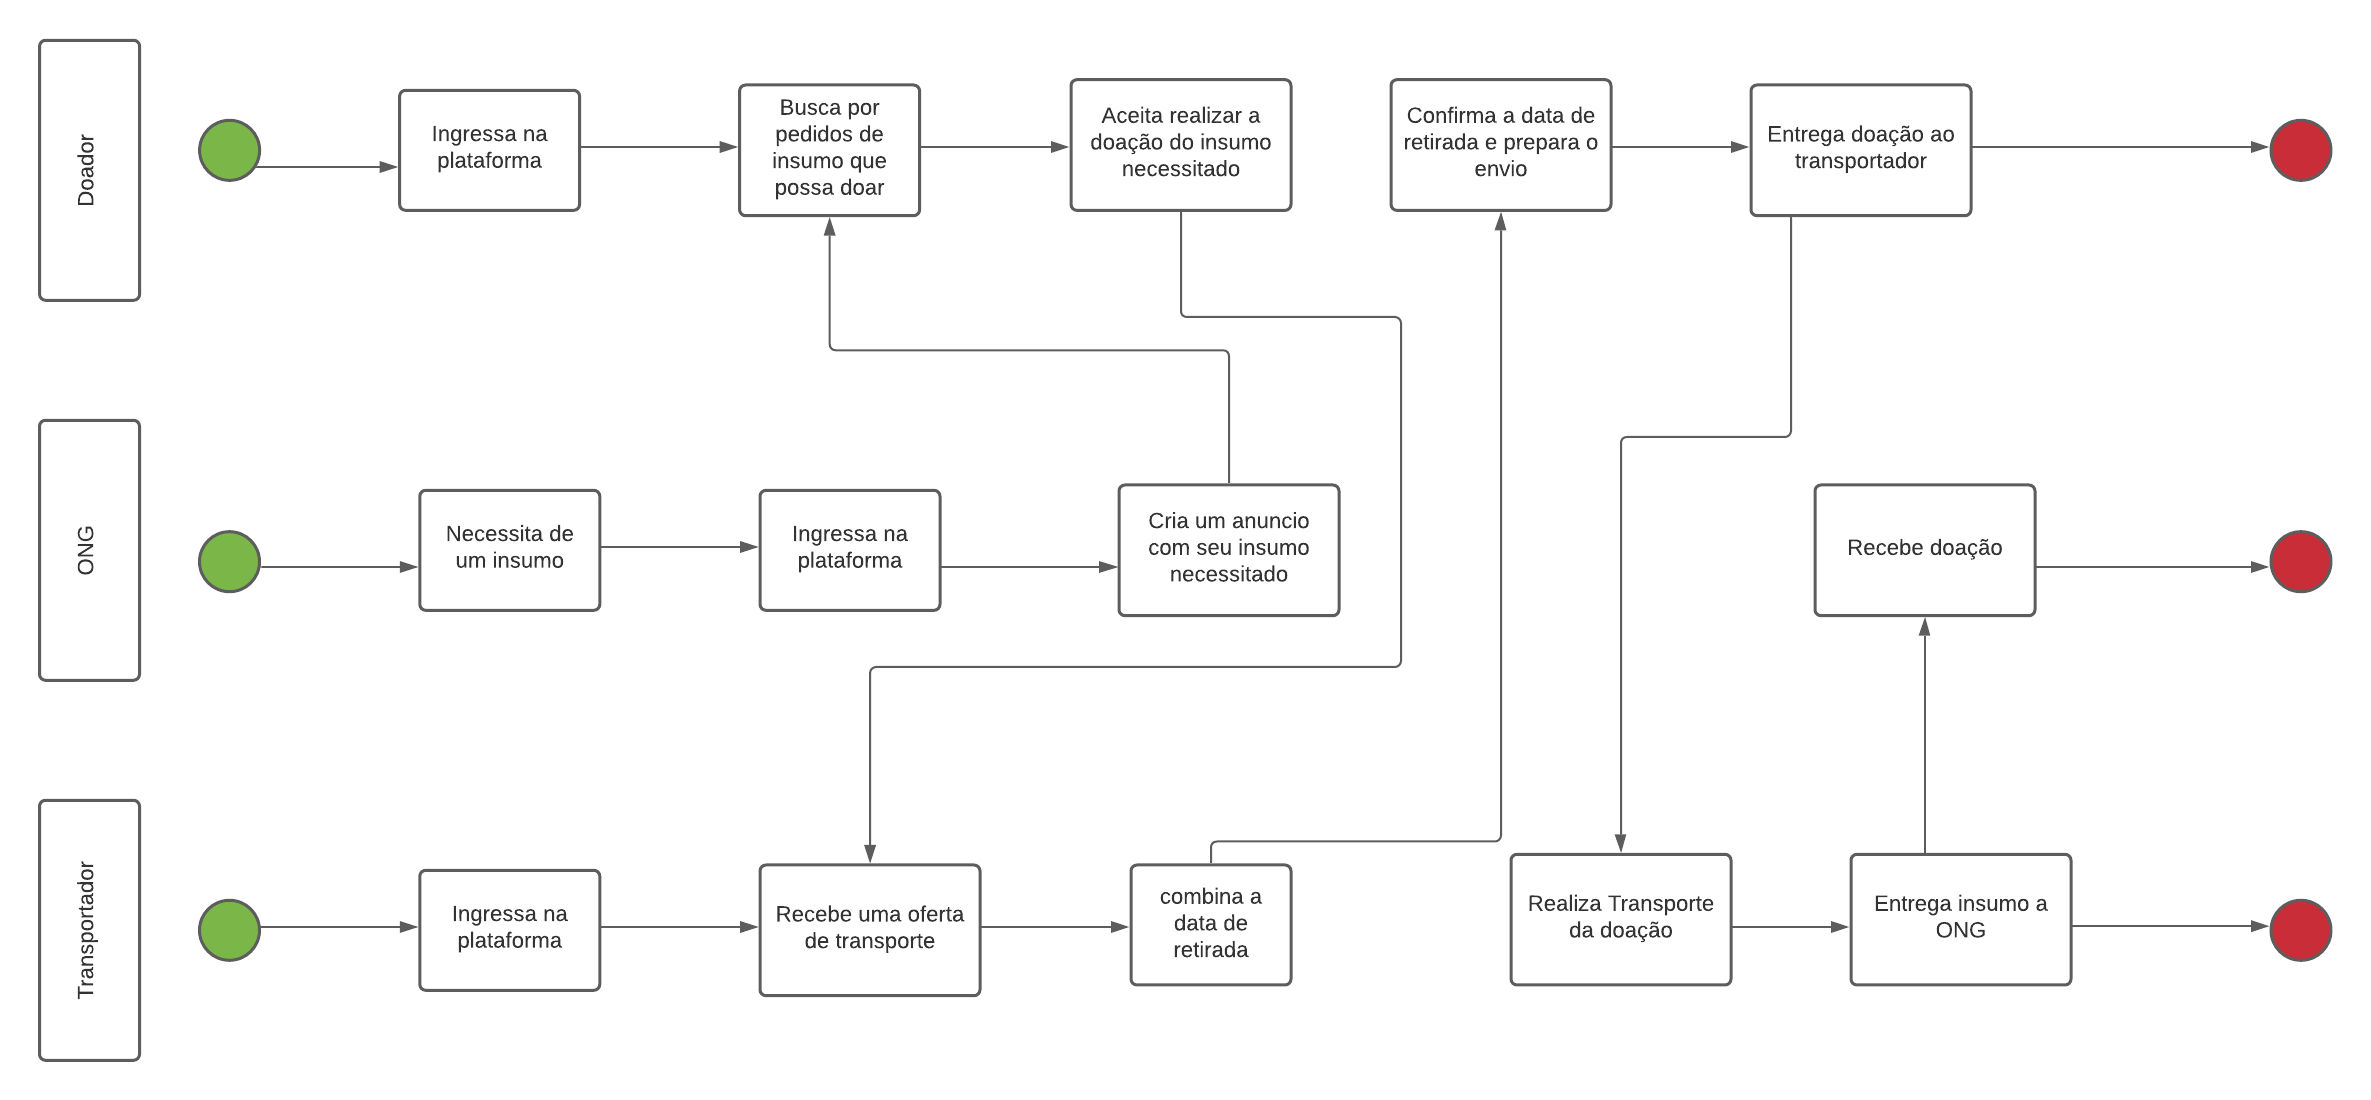 Doador
Ingressa na
plataforma
Busca por
pedidos de
insumo que
possa doar
Aceita realizar a
doação do insumo
necessitado
Confirma a data de
retirada e prepara o
envio
Entrega doação ao
transportador
ONG
Necessita de
um insumo
Ingressa na
plataforma
Cria um anuncio
com seu insumo
necessitado
Recebe doação
Transportador
Ingressa na
plataforma
Recebe uma oferta
de transporte
combina a
data de
retirada
Realiza Transporte
da doação
Entrega insumo a
ONG